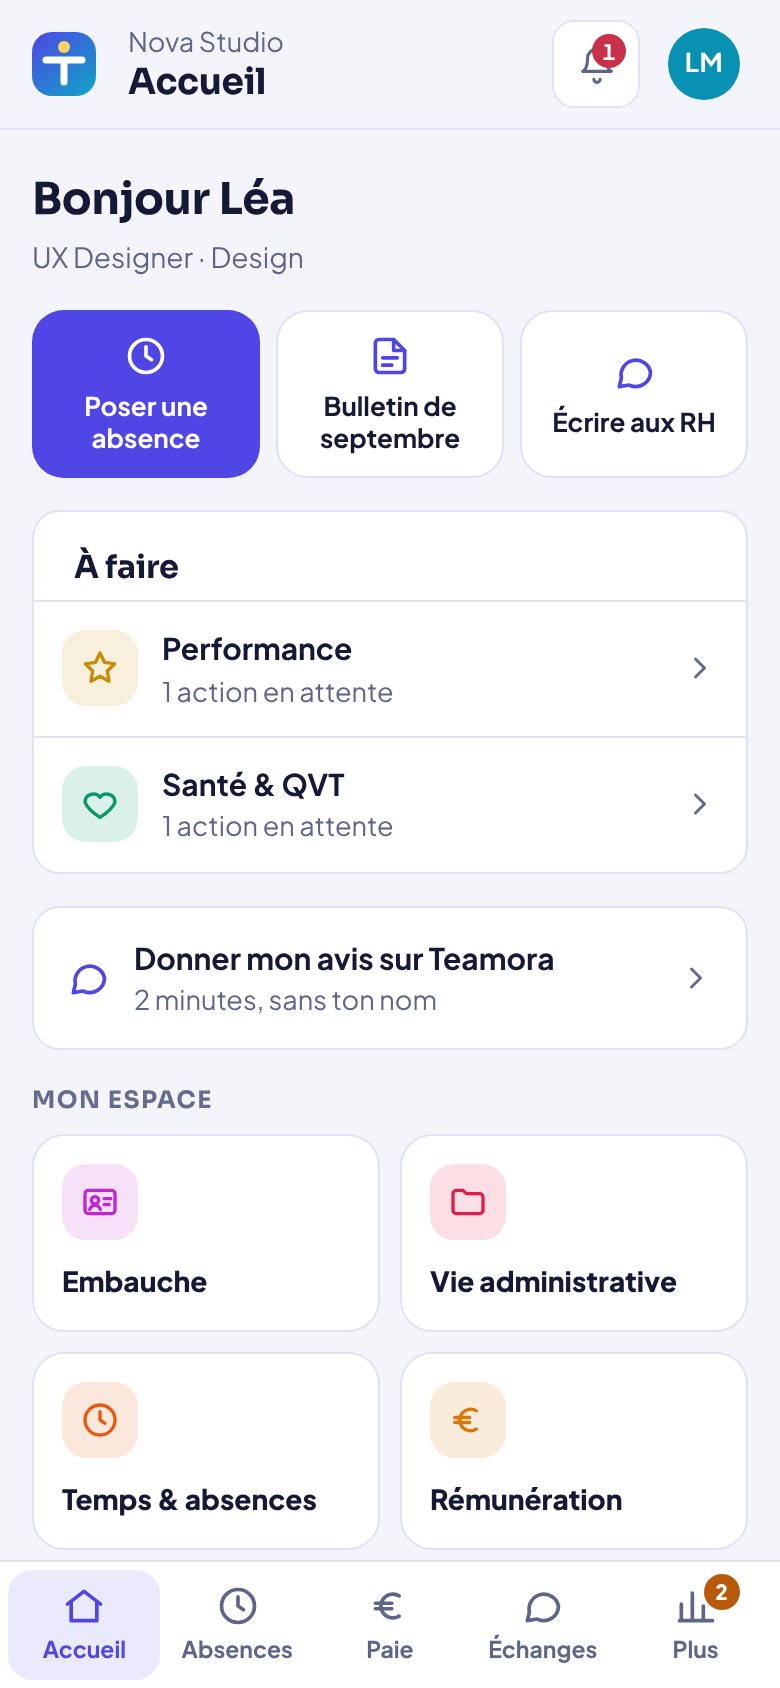 Nova Studio
Accueil
1
LM
Bonjour Léa
UX Designer · Design
Poser une
absence
Bulletin de
septembre
Écrire aux RH
À faire
Performance
1 action en attente
Santé & QVT
1 action en attente
Donner mon avis sur Teamora
2 minutes, sans ton nom
MON ESPACE
Embauche
Vie administrative
Temps & absences
Rémunération
Accueil
Absences
Paie
Échanges
2
Plus